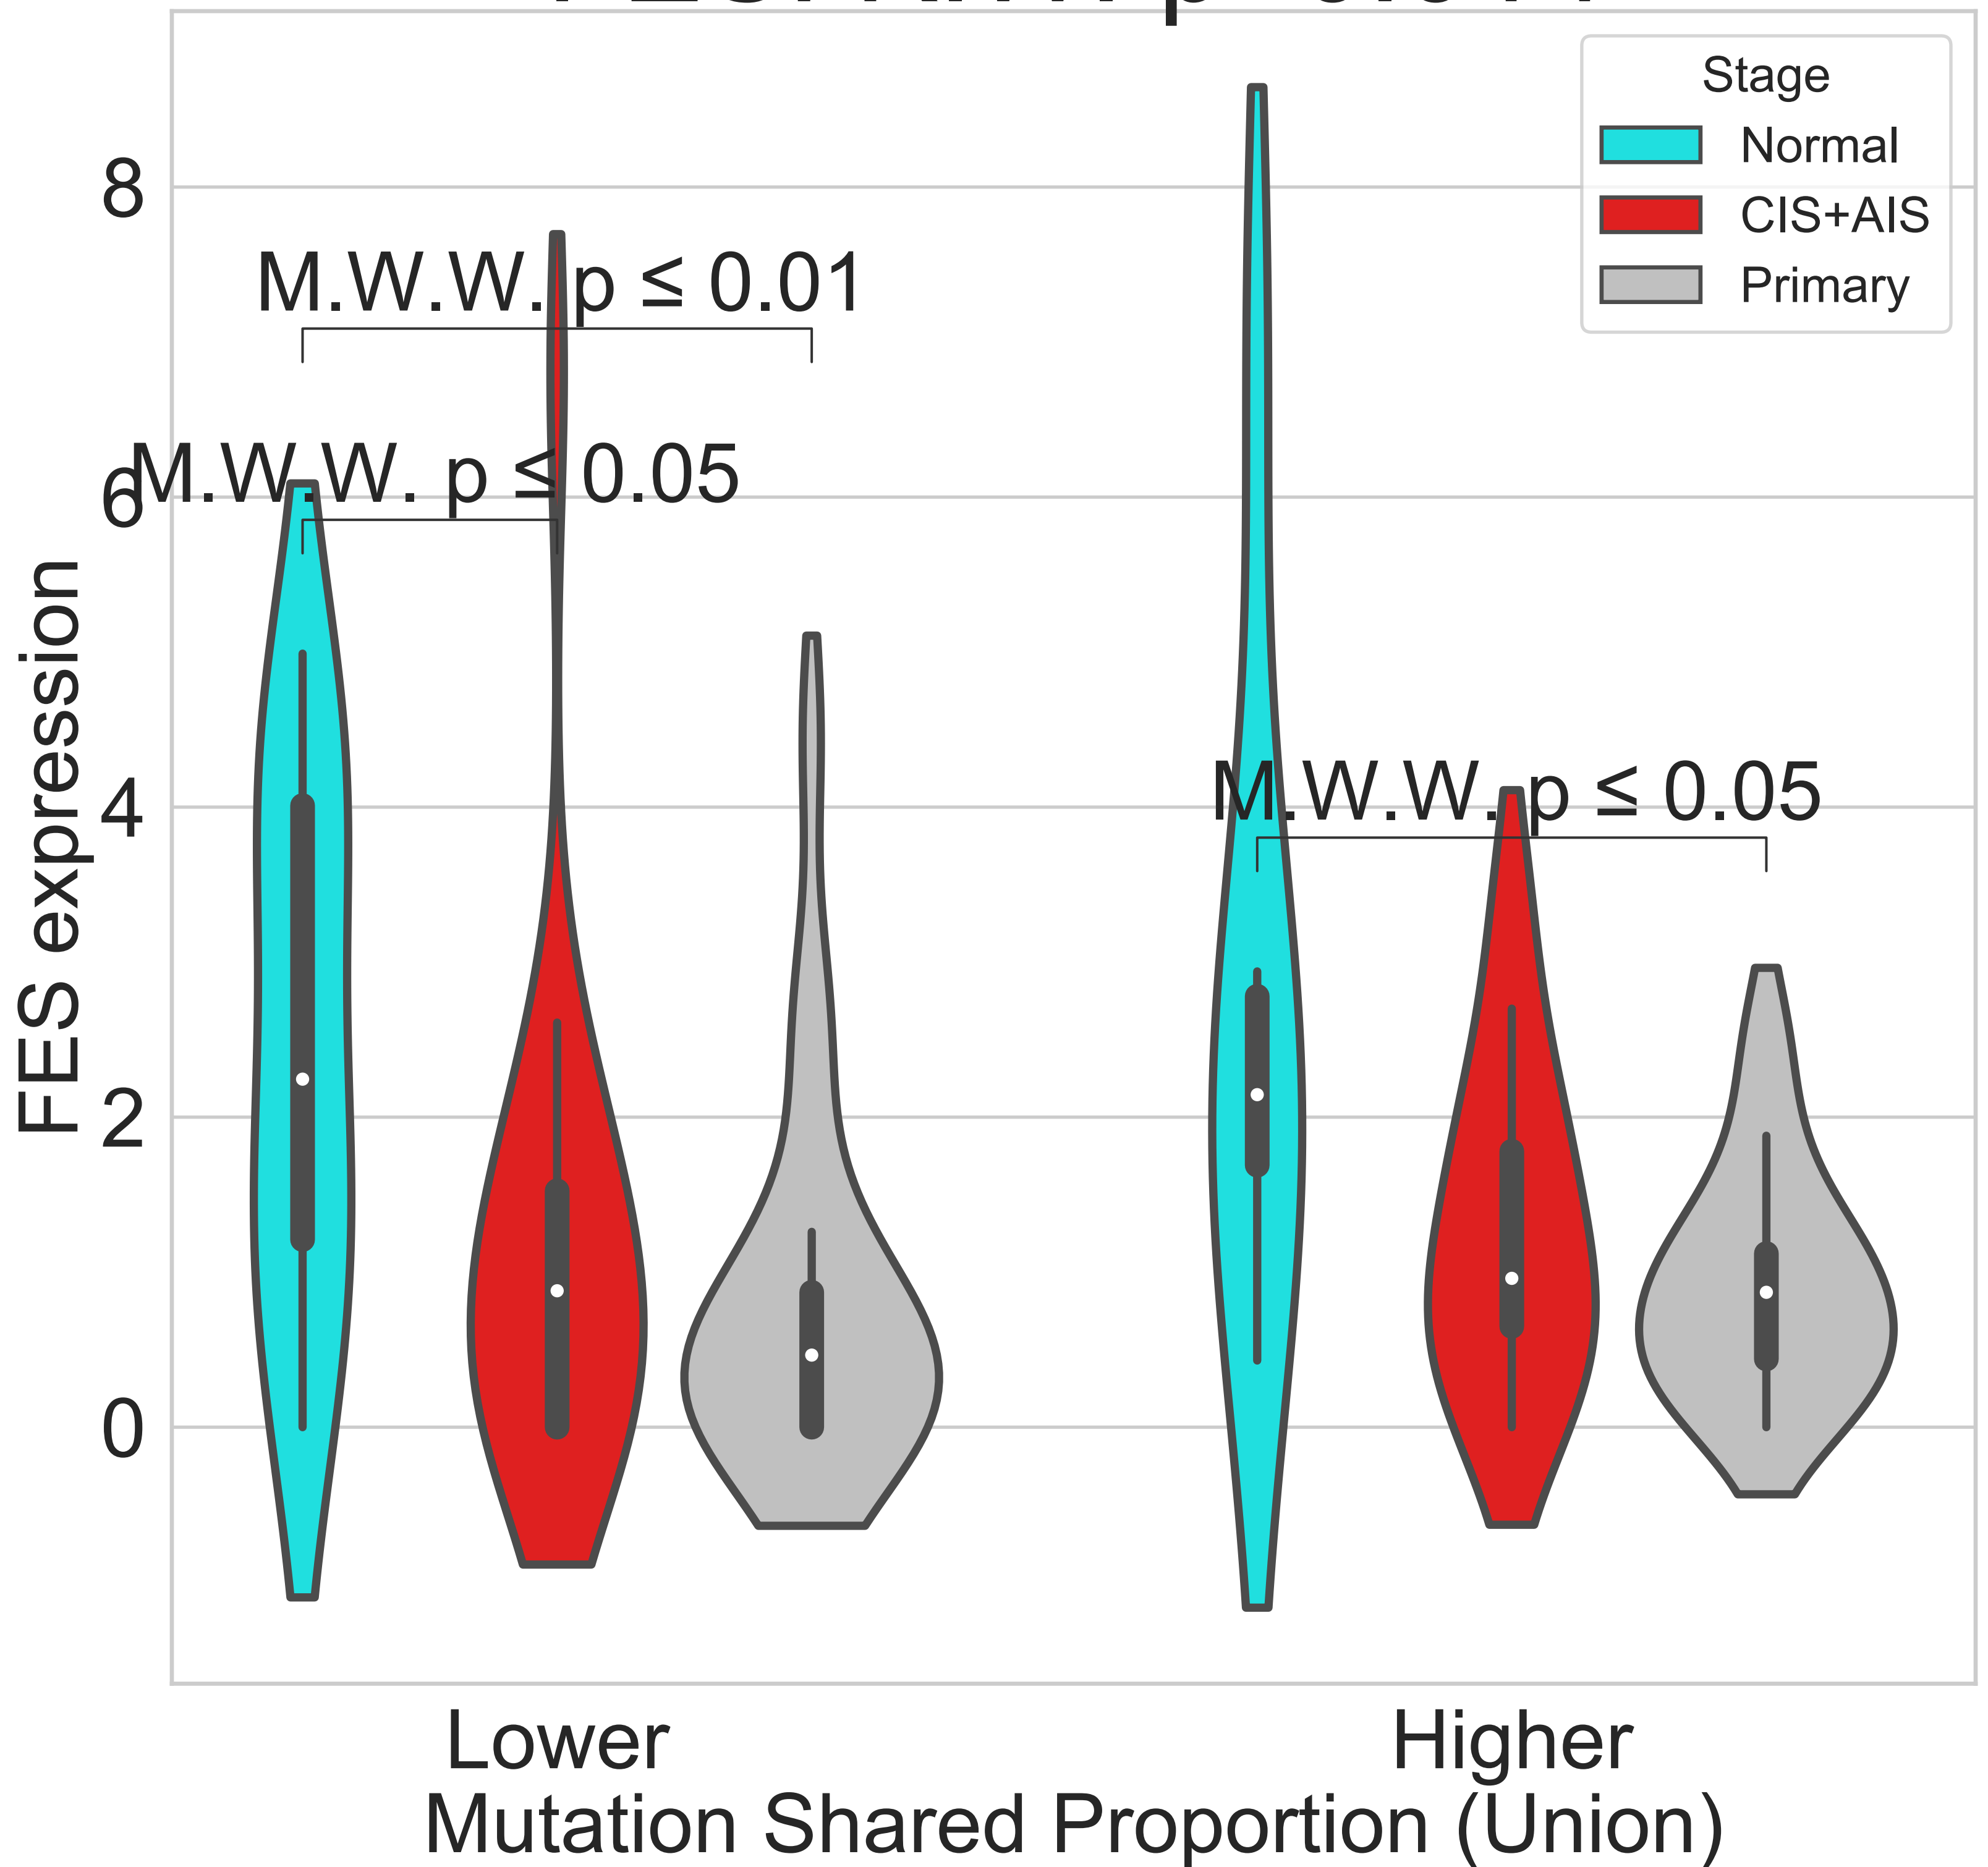 Stage
Normal
CIS+AIS
Primary
8
M.W.W. p ≤ 0.01
6
M.W.W. p ≤ 0.05
4
M.W.W. p ≤ 0.05
2
0
FES expression
Lower
Higher
Mutation Shared Proportion (Union)